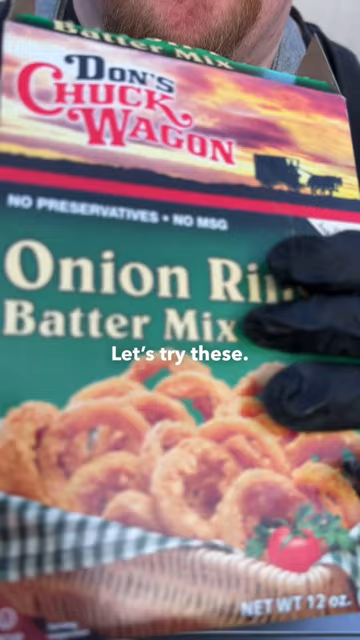 Batter Mix
DON'S
CHUCK
WAGON
NO PRESERVATIVES • NO MSG
Onion Rin
Batter Mix
Let's try these.
NET WT 12 oz.